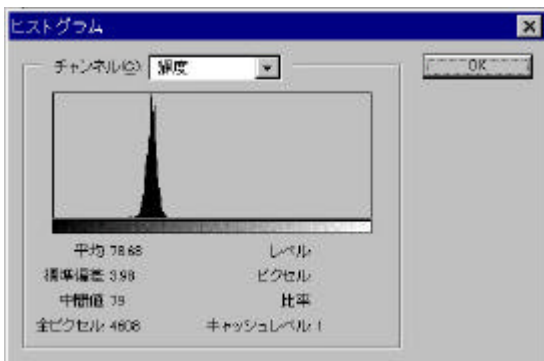 ヒストグラム
チャンネル(C): 輝度
OK
平均: 78.68
レベル:
標準偏差: 3.98
ピクセル:
中間値: 79
比率:
全ピクセル: 4608
キャッシュレベル: 1